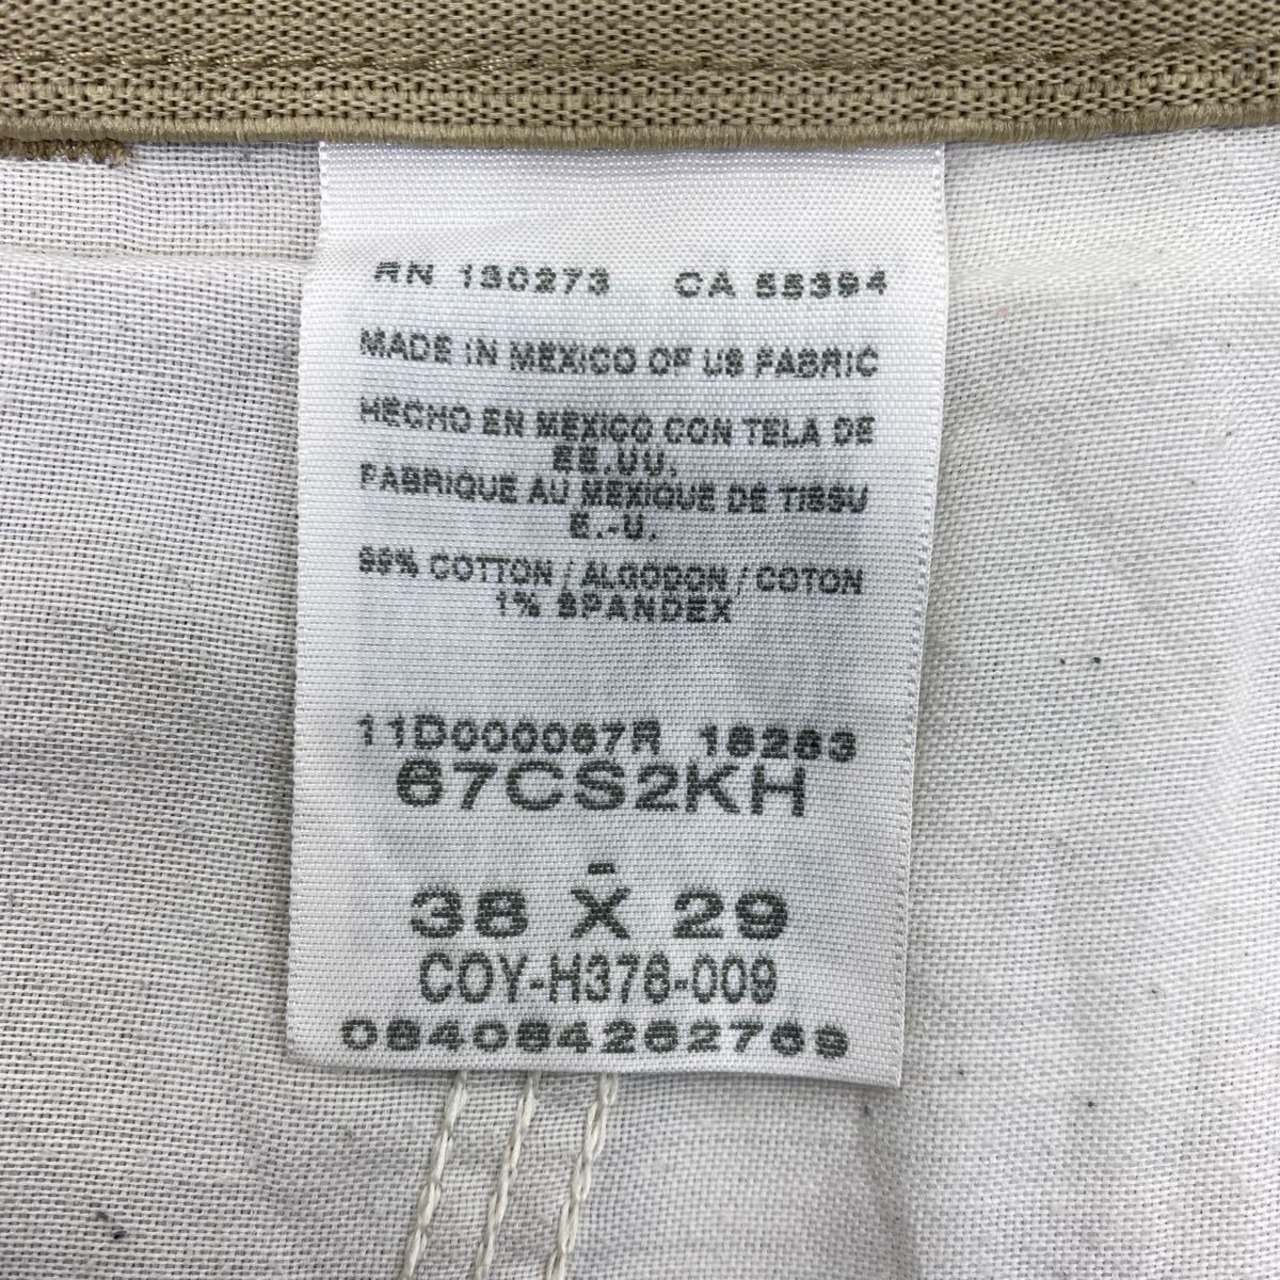 RN 130273 CA 55394
MADE IN MEXICO OF US FABRIC
HECHO EN MEXICO CON TELA DE
EE.UU.
FABRIQUE AU MEXIQUE DE TISSU
E.-U.
99% COTTON / ALGODON / COTON
1% SPANDEX
11D000067R 16283
67CS2KH
-
38 X 29
COY-H378-009
084084262769